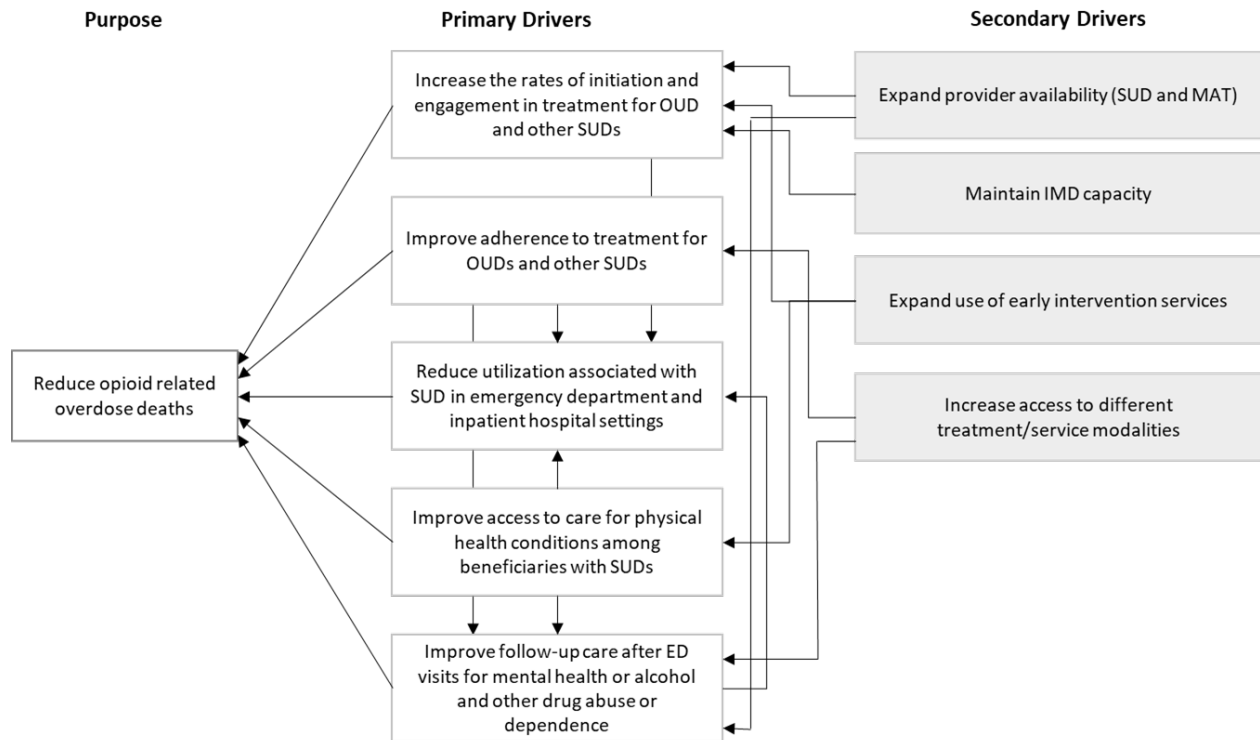 Purpose
Primary Drivers
Secondary Drivers
Increase the rates of initiation and
engagement in treatment for OUD
and other SUDs
Expand provider availability (SUD and MAT)
Maintain IMD capacity
Improve adherence to treatment for
OUDs and other SUDs
Expand use of early intervention services
Reduce opioid related
overdose deaths
Reduce utilization associated with
SUD in emergency department and
inpatient hospital settings
Increase access to different
treatment/service modalities
Improve access to care for physical
health conditions among
beneficiaries with SUDs
Improve follow-up care after ED
visits for mental health or alcohol
and other drug abuse or
dependence